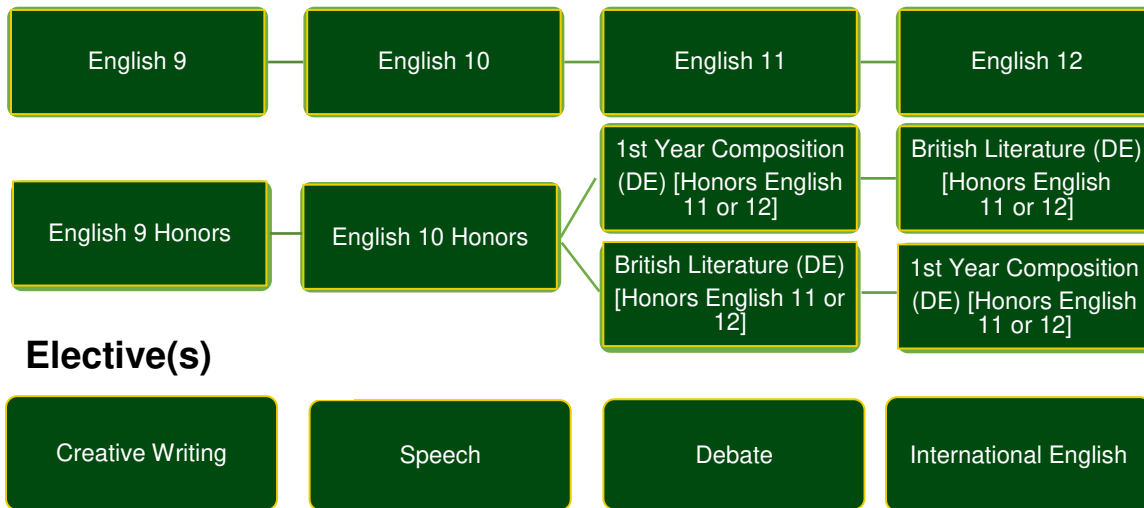 English 9
English 10
English 11
English 12
English 9 Honors
English 10 Honors
1st Year Composition
(DE) [Honors English
11 or 12]
British Literature (DE)
[Honors English
11 or 12]
British Literature (DE)
[Honors English 11 or
12]
1st Year Composition
(DE) [Honors English
11 or 12]
Elective(s)
Creative Writing
Speech
Debate
International English